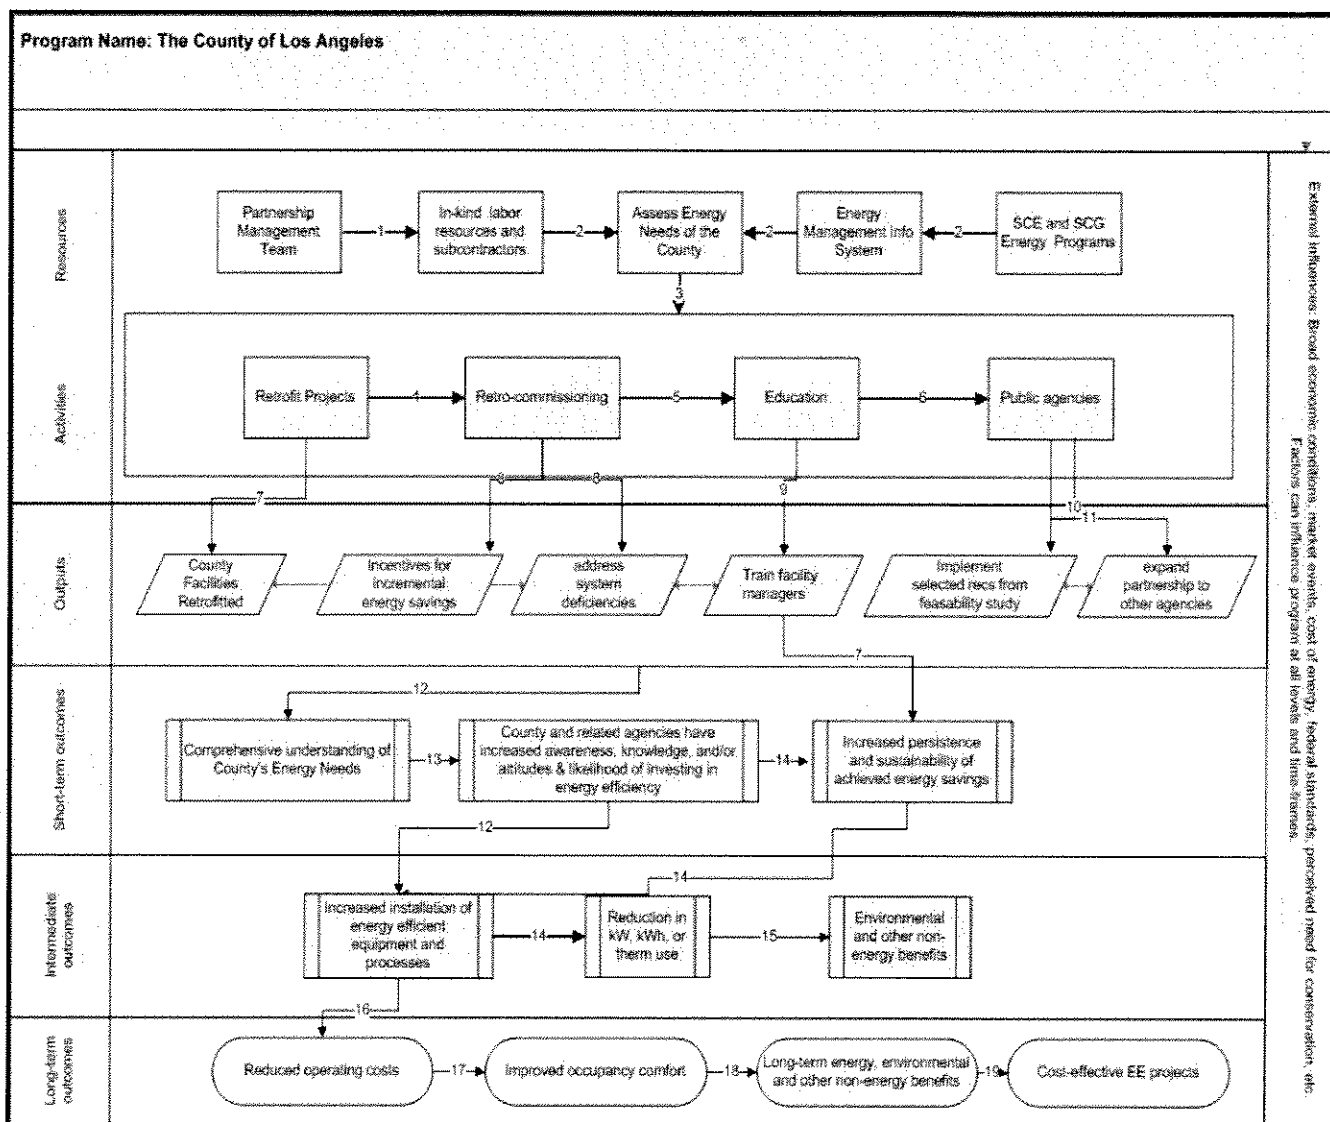 Program Name: The County of Los Angeles
Resources
Partnership
Management
Team
1
In-kind labor
resources and
subcontractors
2
Assess Energy
Needs of the
County
2
Energy
Management Info
System
2
SCE and SCG
Energy Programs
3
Activities
Retrofit Projects
4
Retro-commissioning
5
Education
6
Public agencies
7
8
8
9
10
11
Outputs
County
Facilities
Retrofitted
Incentives for
incremental
energy savings
address
system
deficiencies
Train facility
managers
Implement
selected recs from
feasability study
expand
partnership to
other agencies
7
12
Short-term outcomes
Comprehensive understanding of
County's Energy Needs
13
County and related agencies have
increased awareness, knowledge, and/or
attitudes & likelihood of investing in
energy efficiency
14
Increased persistence
and sustainability of
achieved energy savings
12
14
Intermediate
outcomes
Increased installation of
energy efficient
equipment and
processes
14
Reduction in
kW, kWh, or
therm use
15
Environmental
and other non-
energy benefits
16
Long-term
outcomes
Reduced operating costs
17
Improved occupancy comfort
18
Long-term energy, environmental
and other non-energy benefits
19
Cost-effective EE projects
External influences: Broad economic conditions, market events, cost of energy, federal standards, perceived need for conservation, etc.
Factors can influence program at all levels and time-frames.